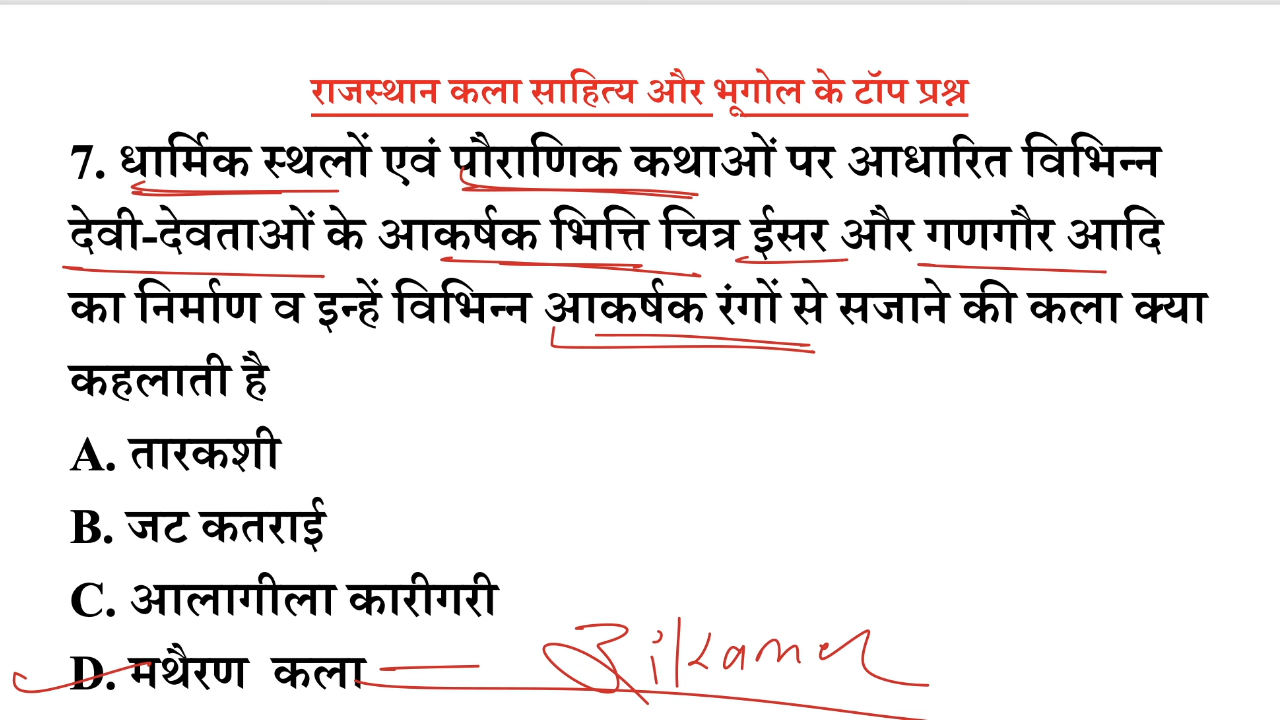 राजस्थान कला साहित्य और भूगोल के टॉप प्रश्न
7. धार्मिक स्थलों एवं पौराणिक कथाओं पर आधारित विभिन्न
देवी-देवताओं के आकर्षक भित्ति चित्र ईसर और गणगौर आदि
का निर्माण व इन्हें विभिन्न आकर्षक रंगों से सजाने की कला क्या
कहलाती है
A. तारकशी
B. जट कतराई
C. आलागीला कारीगरी
D. मथैरण कला